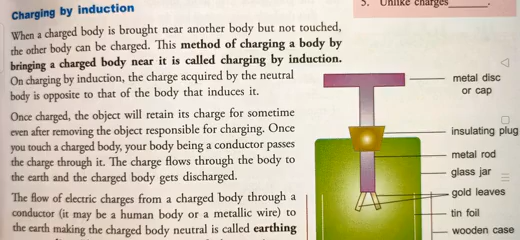 5. Unlike charges______.
Charging by induction
When a charged body is brought near another body but not touched,
the other body can be charged. This method of charging a body by
bringing a charged body near it is called charging by induction.
On charging by induction, the charge acquired by the neutral
body is opposite to that of the body that induces it.
Once charged, the object will retain its charge for sometime
even after removing the object responsible for charging. Once
you touch a charged body, your body being a conductor passes
the charge through it. The charge flows through the body to
the earth and the charged body gets discharged.
The flow of electric charges from a charged body through a
conductor (it may be a human body or a metallic wire) to
the earth making the charged body neutral is called earthing
metal disc
or cap
insulating plug
metal rod
glass jar
gold leaves
tin foil
wooden case